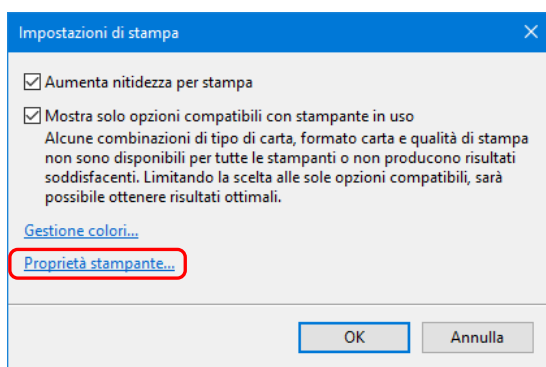 Impostazioni di stampa
Aumenta nitidezza per stampa
Mostra solo opzioni compatibili con stampante in uso
Alcune combinazioni di tipo di carta, formato carta e qualità di stampa
non sono disponibili per tutte le stampanti o non producono risultati
soddisfacenti. Limitando la scelta alle sole opzioni compatibili, sarà
possibile ottenere risultati ottimali.
Gestione colori...
Proprietà stampante...
OK Annulla